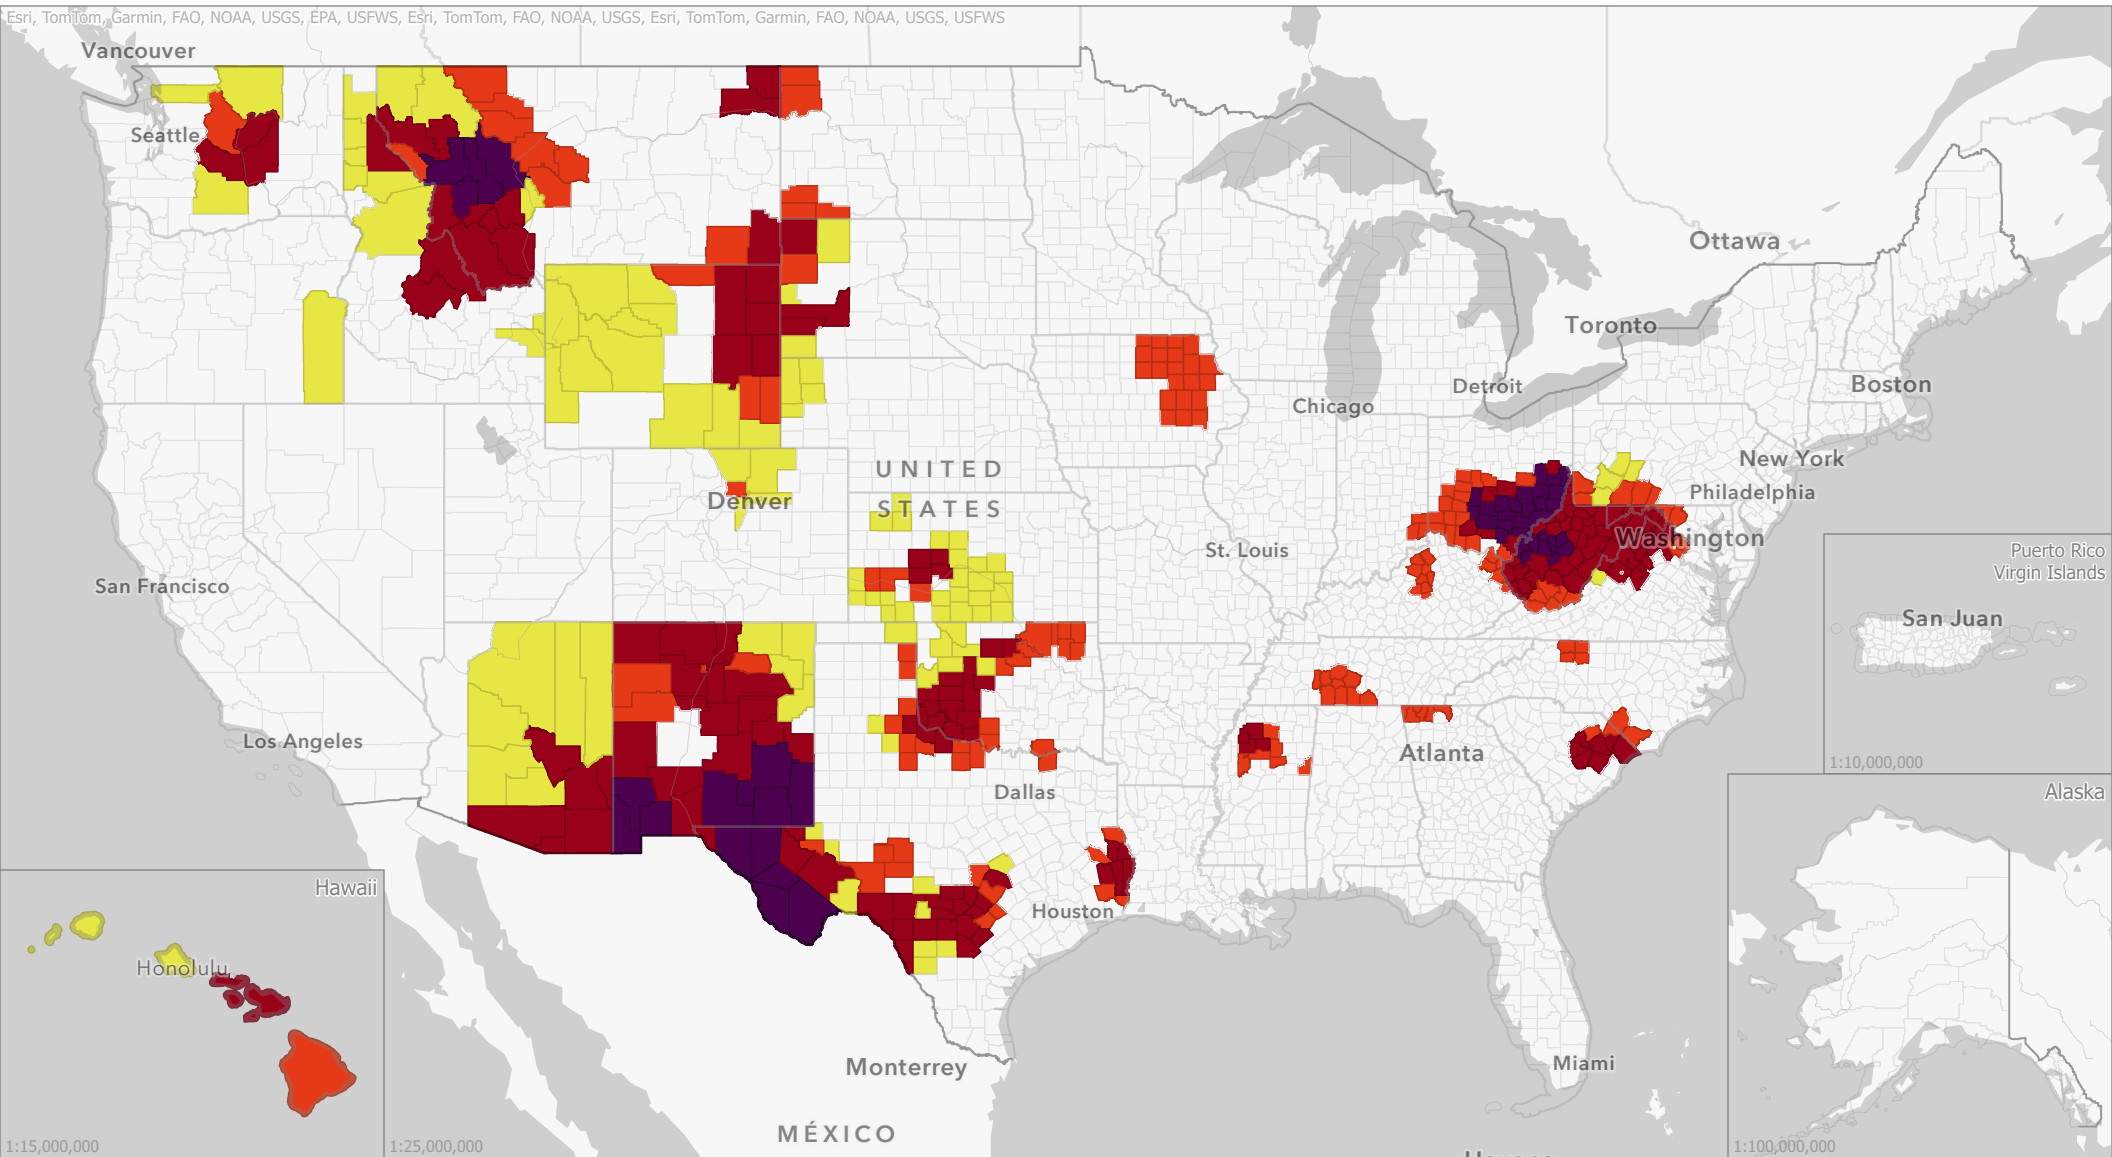 Esri, TomTom, Garmin, FAO, NOAA, USGS, EPA, USFWS, Esri, TomTom, FAO, NOAA, USGS, Esri, TomTom, Garmin, FAO, NOAA, USGS, USFWS
Vancouver
Seattle
Ottawa
Toronto
Boston
Detroit
Chicago
New York
UNITED
Philadelphia
Denver
STATES
Washington
St. Louis
Puerto Rico
Virgin Islands
San Francisco
San Juan
Los Angeles
Atlanta
1:10,000,000
Dallas
Alaska
Hawaii
Houston
Honolulu
Monterrey
Miami
MÉXICO
1:15,000,000
1:25,000,000
1:100,000,000